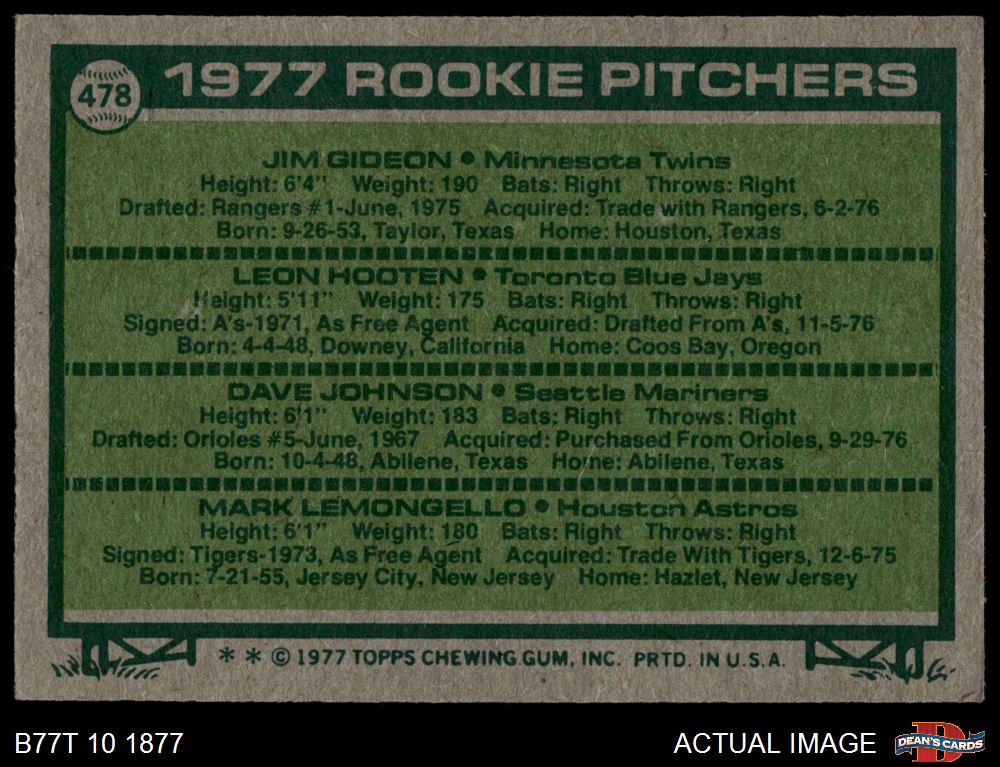 478
1977 ROOKIE PITCHERS
JIM GIDEON • Minnesota Twins
Height: 6'4" Weight: 190 Bats: Right Throws: Right
Drafted: Rangers #1-June, 1975 Acquired: Trade with Rangers, 6-2-76
Born: 9-26-53, Taylor, Texas Home: Houston, Texas
LEON HOOTEN • Toronto Blue Jays
Height: 5'11" Weight: 175 Bats: Right Throws: Right
Signed: A's-1971, As Free Agent Acquired: Drafted From A's, 11-5-76
Born: 4-4-48, Downey, California Home: Coos Bay, Oregon
DAVE JOHNSON • Seattle Mariners
Height: 6'1" Weight: 183 Bats: Right Throws: Right
Drafted: Orioles #5-June, 1967 Acquired: Purchased From Orioles, 9-29-76
Born: 10-4-48, Abilene, Texas Home: Abilene, Texas
MARK LEMONGELLO • Houston Astros
Height: 6'1" Weight: 180 Bats: Right Throws: Right
Signed: Tigers-1973, As Free Agent Acquired: Trade With Tigers, 12-6-75
Born: 7-21-55, Jersey City, New Jersey Home: Hazlet, New Jersey
* * © 1977 TOPPS CHEWING GUM, INC. PRTD. IN U.S.A.
B77T 10 1877
ACTUAL IMAGE
D
DEAN'S CARDS